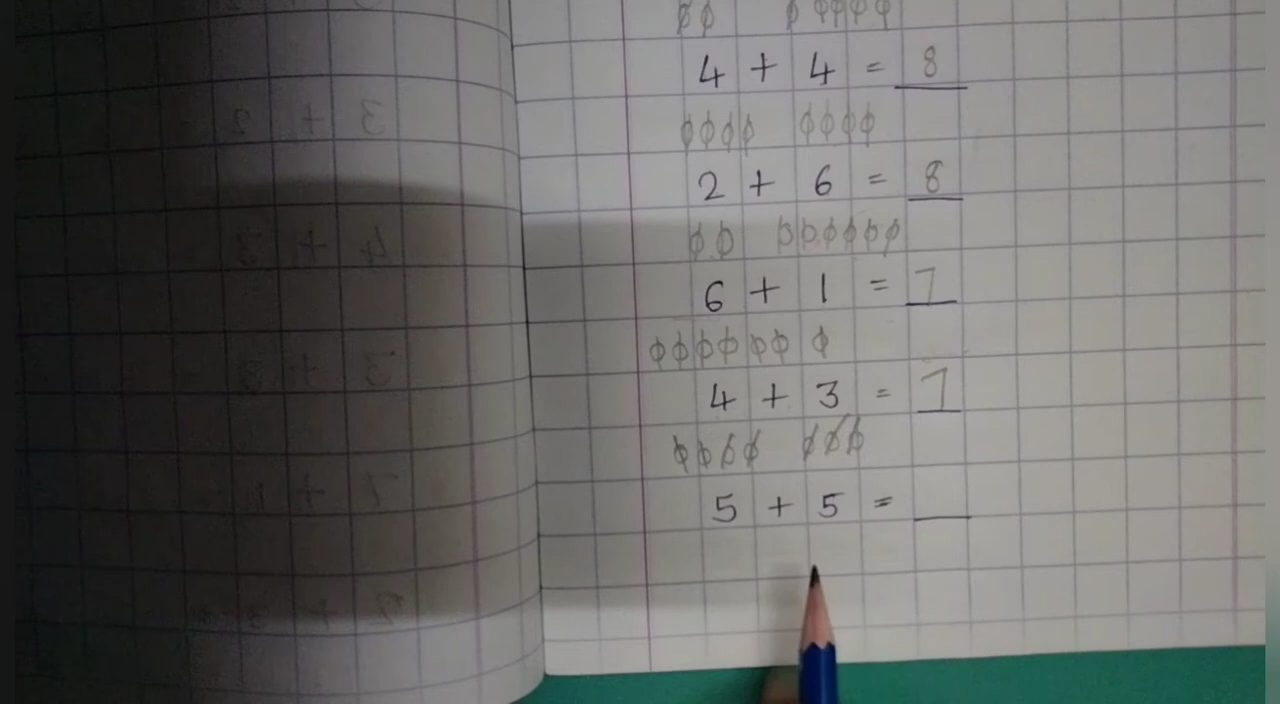 4 + 4 = 8
2 + 6 = 8
6 + 1 = 7
4 + 3 = 7
5 + 5 =